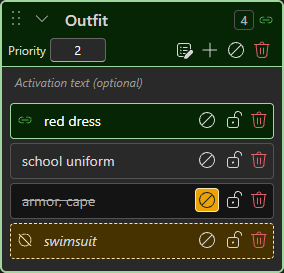 Outfit 4
Priority 2
Activation text (optional)
red dress
school uniform
armor, cape
swimsuit